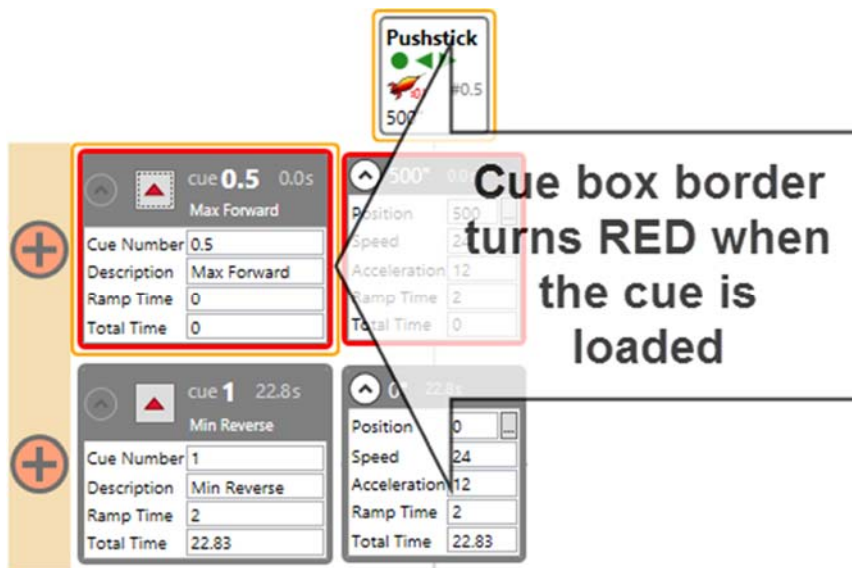 Pushstick
#0.5
500"
cue 0.5 0.0s
Max Forward
Cue Number 0.5
Description Max Forward
Ramp Time 0
Total Time 0
500" 0.0s
Position 500 ...
Speed 24
Acceleration 12
Ramp Time 2
Total Time 0
Cue box border
turns RED when
the cue is
loaded
cue 1 22.8s
Min Reverse
Cue Number 1
Description Min Reverse
Ramp Time 2
Total Time 22.83
0" 22.8s
Position 0 ...
Speed 24
Acceleration 12
Ramp Time 2
Total Time 22.83